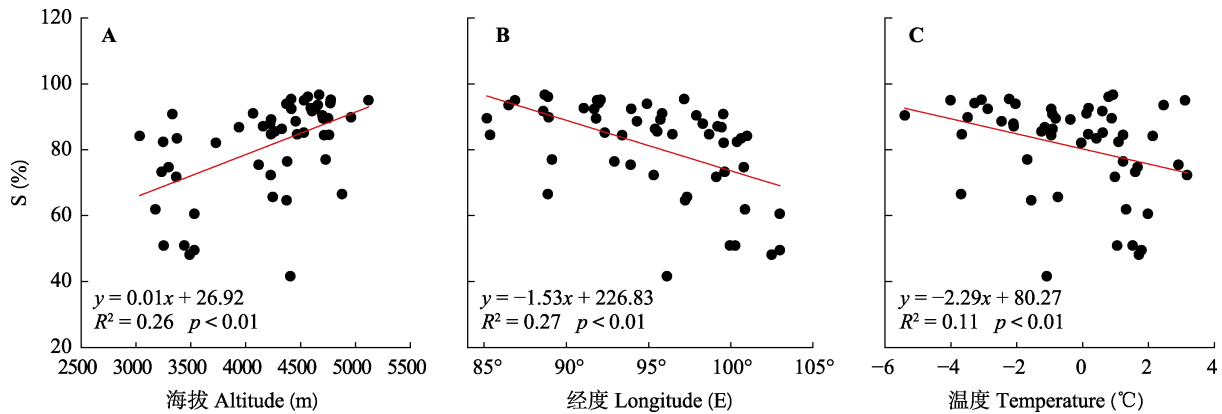 A
B
C
S (%)
120
100
80
60
40
20
y = 0.01x + 26.92
R² = 0.26 p < 0.01
y = −1.53x + 226.83
R² = 0.27 p < 0.01
y = −2.29x + 80.27
R² = 0.11 p < 0.01
2500 3000 3500 4000 4500 5000 5500
85° 90° 95° 100° 105°
−6 −4 −2 0 2 4
海拔 Altitude (m)
经度 Longitude (E)
温度 Temperature (℃)